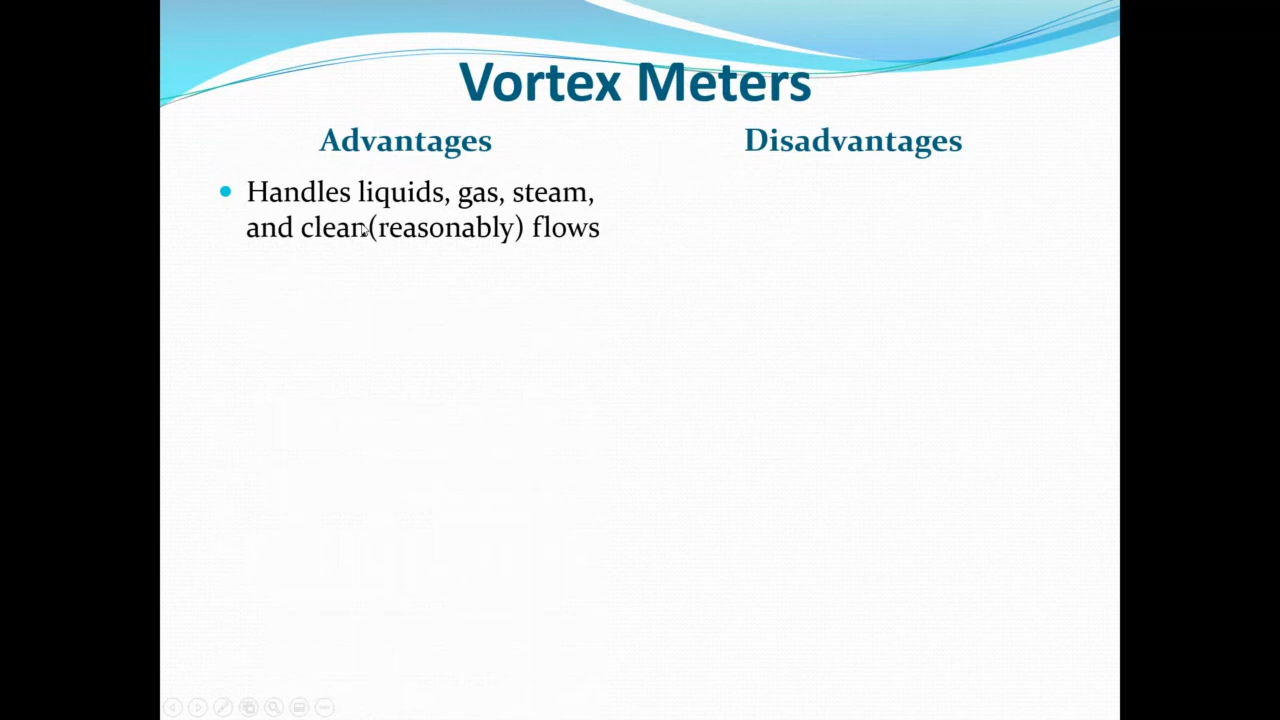 Vortex Meters
Advantages
Disadvantages
Handles liquids, gas, steam,
and clean(reasonably) flows